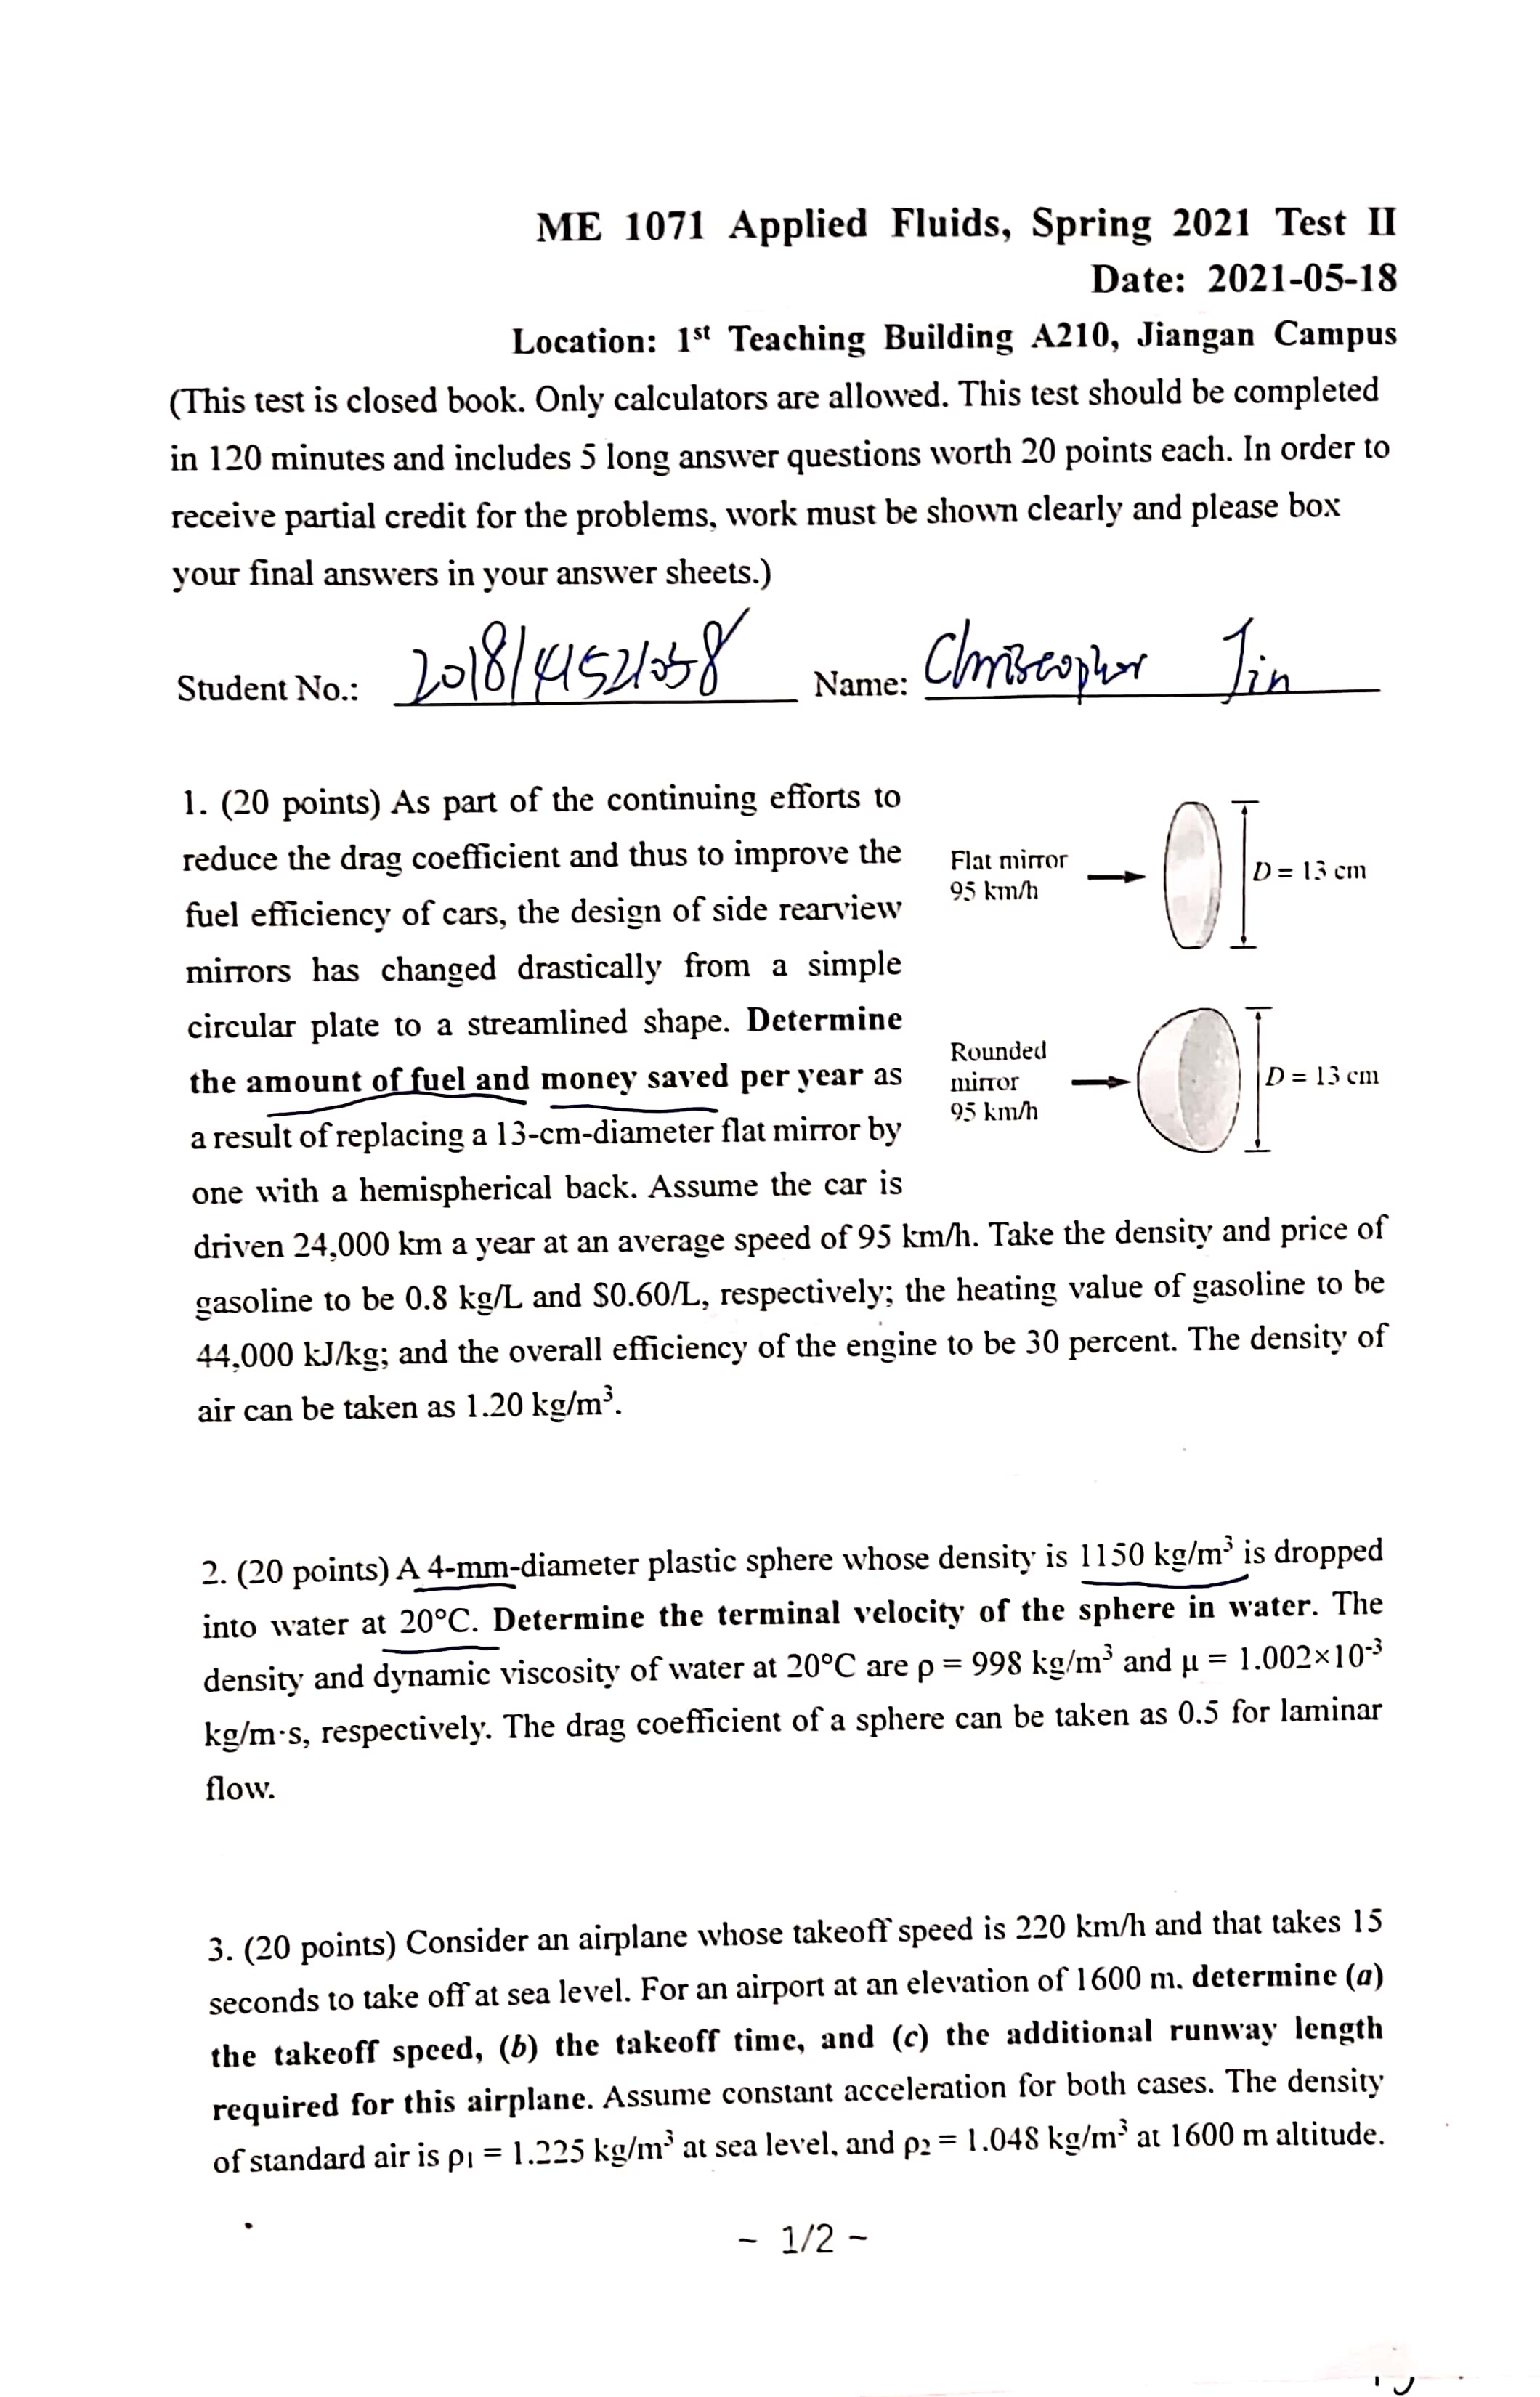 ME 1071 Applied Fluids, Spring 2021 Test II
Date: 2021-05-18
Location: 1st Teaching Building A210, Jiangan Campus
(This test is closed book. Only calculators are allowed. This test should be completed
in 120 minutes and includes 5 long answer questions worth 20 points each. In order to
receive partial credit for the problems, work must be shown clearly and please box
your final answers in your answer sheets.)
Student No.: Name: Christopher Jin
1. (20 points) As part of the continuing efforts to
reduce the drag coefficient and thus to improve the
fuel efficiency of cars, the design of side rearview
mirrors has changed drastically from a simple
circular plate to a streamlined shape. Determine
the amount of fuel and money saved per year as
a result of replacing a 13-cm-diameter flat mirror by
one with a hemispherical back. Assume the car is
Flat mirror
95 km/h
D = 13 cm
Rounded
mirror
95 km/h
D = 13 cm
driven 24,000 km a year at an average speed of 95 km/h. Take the density and price of
gasoline to be 0.8 kg/L and $0.60/L, respectively; the heating value of gasoline to be
44,000 kJ/kg; and the overall efficiency of the engine to be 30 percent. The density of
air can be taken as 1.20 kg/m³.
2. (20 points) A 4-mm-diameter plastic sphere whose density is 1150 kg/m³ is dropped
into water at 20°C. Determine the terminal velocity of the sphere in water. The
density and dynamic viscosity of water at 20°C are ρ = 998 kg/m³ and μ = 1.002×10⁻³
kg/m·s, respectively. The drag coefficient of a sphere can be taken as 0.5 for laminar
flow.
3. (20 points) Consider an airplane whose takeoff speed is 220 km/h and that takes 15
seconds to take off at sea level. For an airport at an elevation of 1600 m. determine (a)
the takeoff speed, (b) the takeoff time, and (c) the additional runway length
required for this airplane. Assume constant acceleration for both cases. The density
of standard air is ρ₁ = 1.225 kg/m³ at sea level, and ρ₂ = 1.048 kg/m³ at 1600 m altitude.
~ 1/2 ~